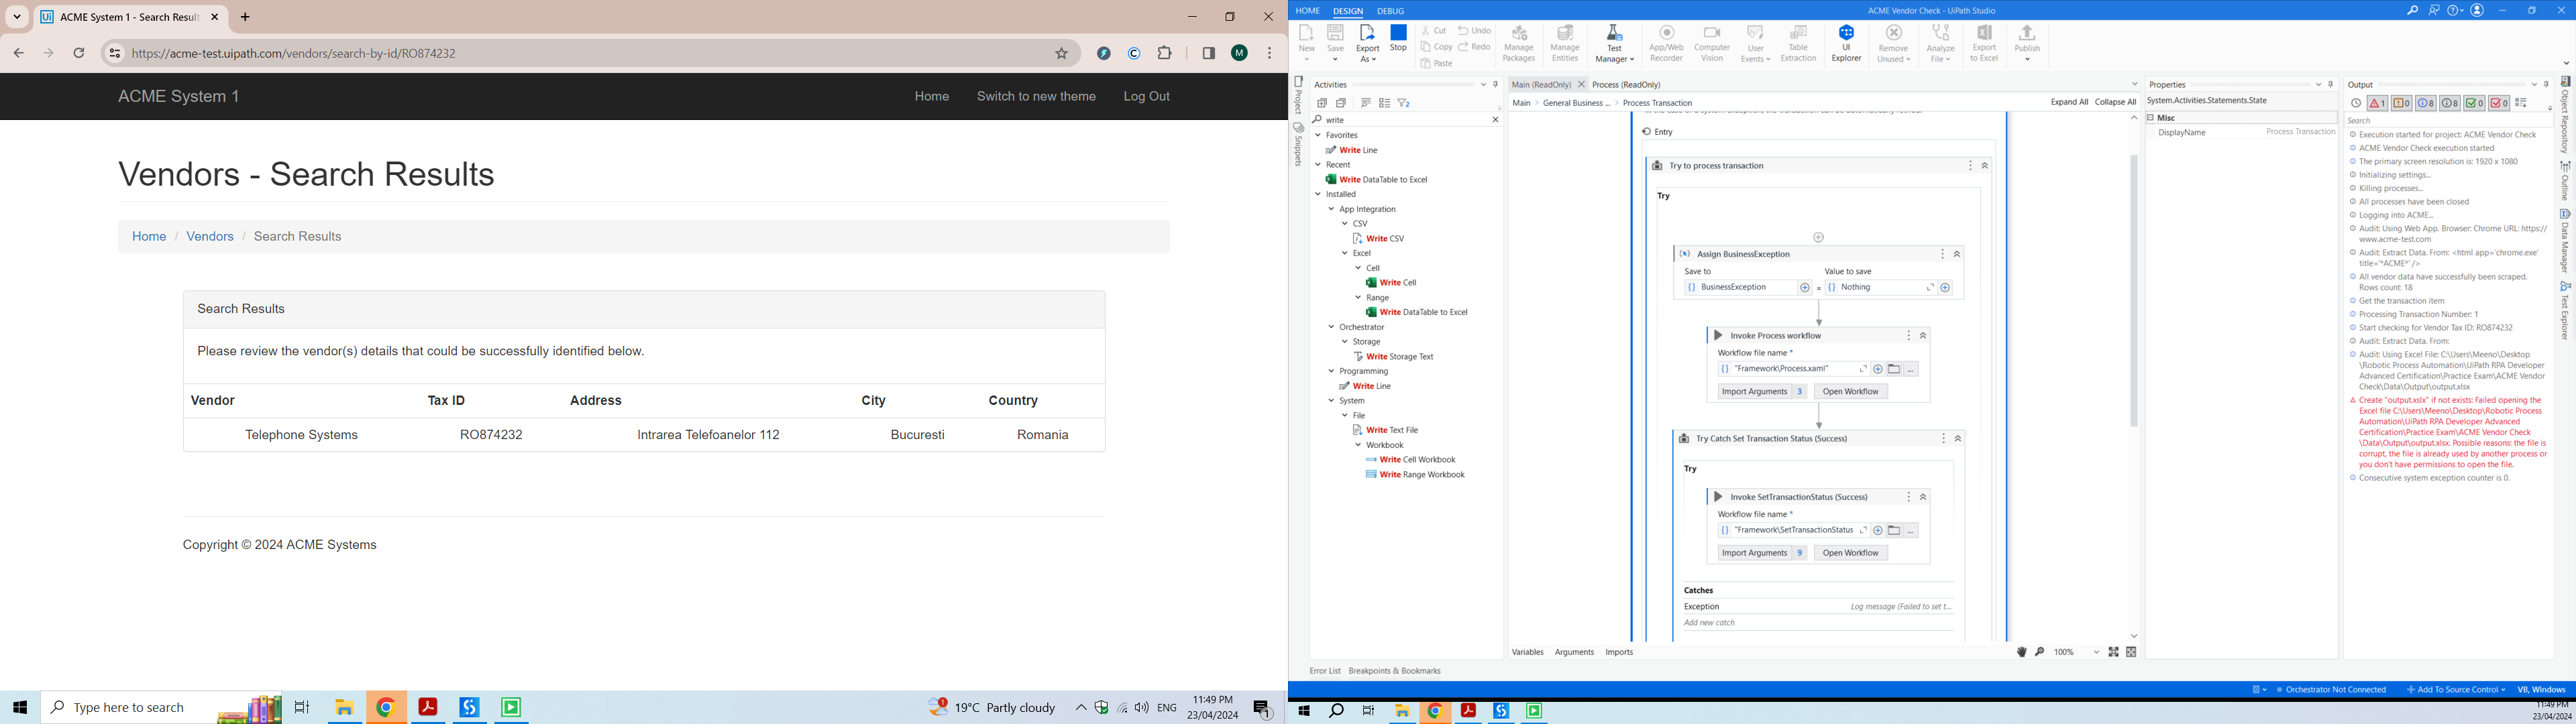 ACME System 1 - Search Result
https://acme-test.uipath.com/vendors/search-by-id/RO874232
M
ACME System 1
Home
Switch to new theme
Log Out
Vendors - Search Results
Home / Vendors / Search Results
Search Results
Please review the vendor(s) details that could be successfully identified below.
Vendor Tax ID Address City Country
Telephone Systems RO874232 Intrarea Telefoanelor 112 Bucuresti Romania
Copyright © 2024 ACME Systems
Type here to search
19°C Partly cloudy
ENG
11:49 PM
23/04/2024
HOME DESIGN DEBUG
ACME Vendor Check - UiPath Studio
New
Save
Export As
Stop
Cut
Copy
Paste
Undo
Redo
Manage Packages
Manage Entities
Test Manager
App/Web Recorder
Computer Vision
User Events
Table Extraction
UI Explorer
Remove Unused
Analyze File
Export to Excel
Publish
Project
Snippets
Activities
write
Favorites
Write Line
Recent
Write DataTable to Excel
Installed
App Integration
CSV
Write CSV
Excel
Cell
Write Cell
Range
Write DataTable to Excel
Orchestrator
Storage
Write Storage Text
Programming
Write Line
System
File
Write Text File
Workbook
Write Cell Workbook
Write Range Workbook
Main (ReadOnly)
Process (ReadOnly)
Main > General Business ... > Process Transaction
Expand All Collapse All
Entry
Try to process transaction
Try
Assign BusinessException
Save to
Value to save
BusinessException = Nothing
Invoke Process workflow
Workflow file name *
"Framework\Process.xaml"
Import Arguments 3
Open Workflow
Try Catch Set Transaction Status (Success)
Try
Invoke SetTransactionStatus (Success)
Workflow file name *
"Framework\SetTransactionStatus
Import Arguments 9
Open Workflow
Catches
Exception
Log message (Failed to set t...
Add new catch
Variables Arguments Imports
100%
Error List Breakpoints & Bookmarks
Properties
System.Activities.Statements.State
Misc
DisplayName Process Transaction
Output
1 0 8 8 0 0
Search
Execution started for project: ACME Vendor Check
ACME Vendor Check execution started
The primary screen resolution is: 1920 x 1080
Initializing settings...
Killing processes...
All processes have been closed
Logging into ACME...
Audit: Using Web App. Browser: Chrome URL: https://
www.acme-test.com
Audit: Extract Data. From: <html app='chrome.exe'
title='*ACME*' />
All vendor data have successfully been scraped.
Rows count: 18
Get the transaction item
Processing Transaction Number: 1
Start checking for Vendor Tax ID: RO874232
Audit: Extract Data. From:
Audit: Using Excel File: C:\Users\Meeno\Desktop
\Robotic Process Automation\UiPath RPA Developer
Advanced Certification\Practice Exam\ACME Vendor
Check\Data\Output\output.xlsx
Create "output.xslx" if not exists: Failed opening the
Excel file C:\Users\Meeno\Desktop\Robotic Process
Automation\UiPath RPA Developer Advanced
Certification\Practice Exam\ACME Vendor Check
\Data\Output\output.xlsx. Possible reasons: the file is
corrupt, the file is already used by another process or
you don't have permissions to open the file.
Consecutive system exception counter is 0.
Object Repository
Outline
Data Manager
Test Explorer
Orchestrator Not Connected
Add To Source Control
VB, Windows
11:49 PM
23/04/2024